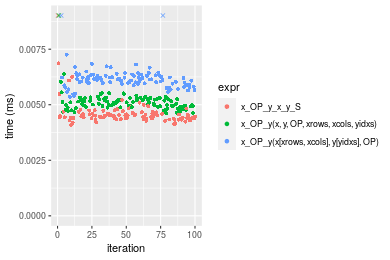 0.0075
0.0050
0.0025
0.0000
time (ms)
0
25
50
75
100
iteration
expr
x_OP_y_x_y_S
x_OP_y(x, y, OP, xrows, xcols, yidxs)
x_OP_y(x[xrows, xcols], y[yidxs], OP)